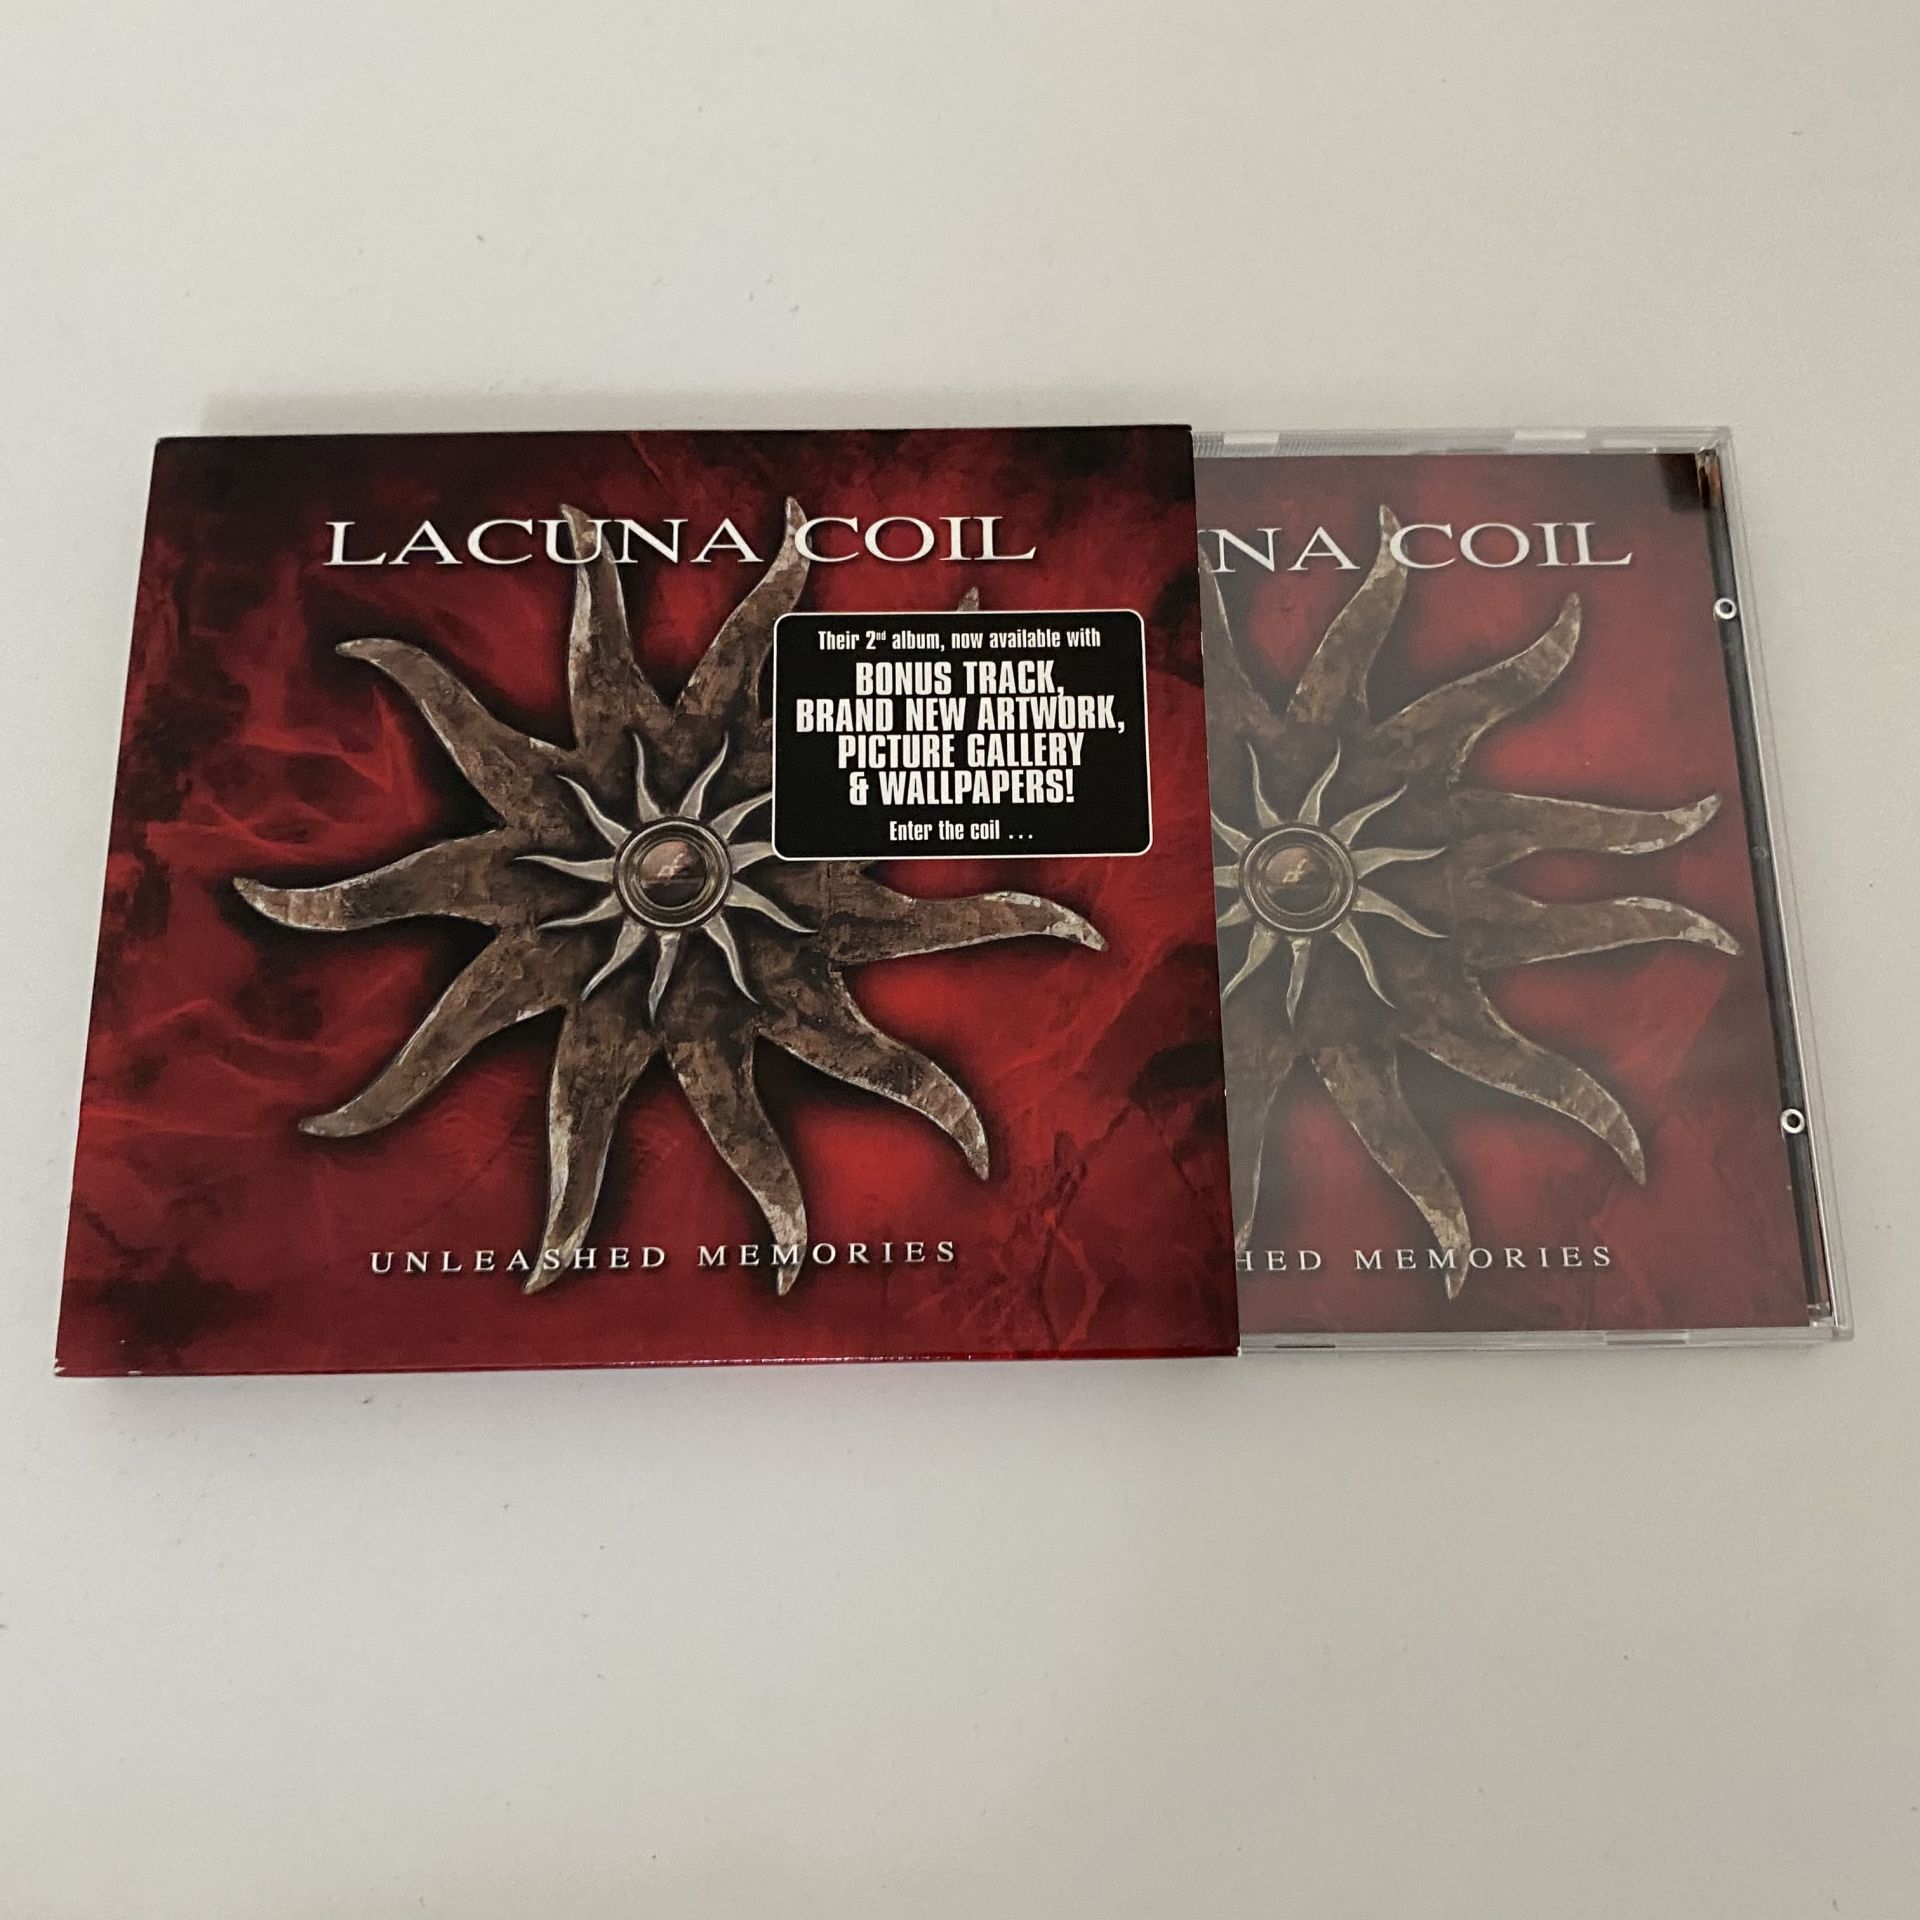 LACUNA COIL
Their 2nd album, now available with
BONUS TRACK,
BRAND NEW ARTWORK,
PICTURE GALLERY
& WALLPAPERS!
Enter the coil ...
UNLEASHED MEMORIES
UNA COIL
HED MEMORIES